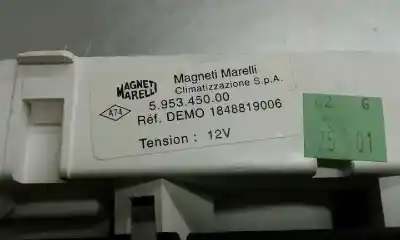 MAGNETI
MARELLI
Magneti Marelli
Climatizzazione S.p.A.
A74
5.953.450.00
Réf. DEMO 1848819006
Tension : 12V
G
01